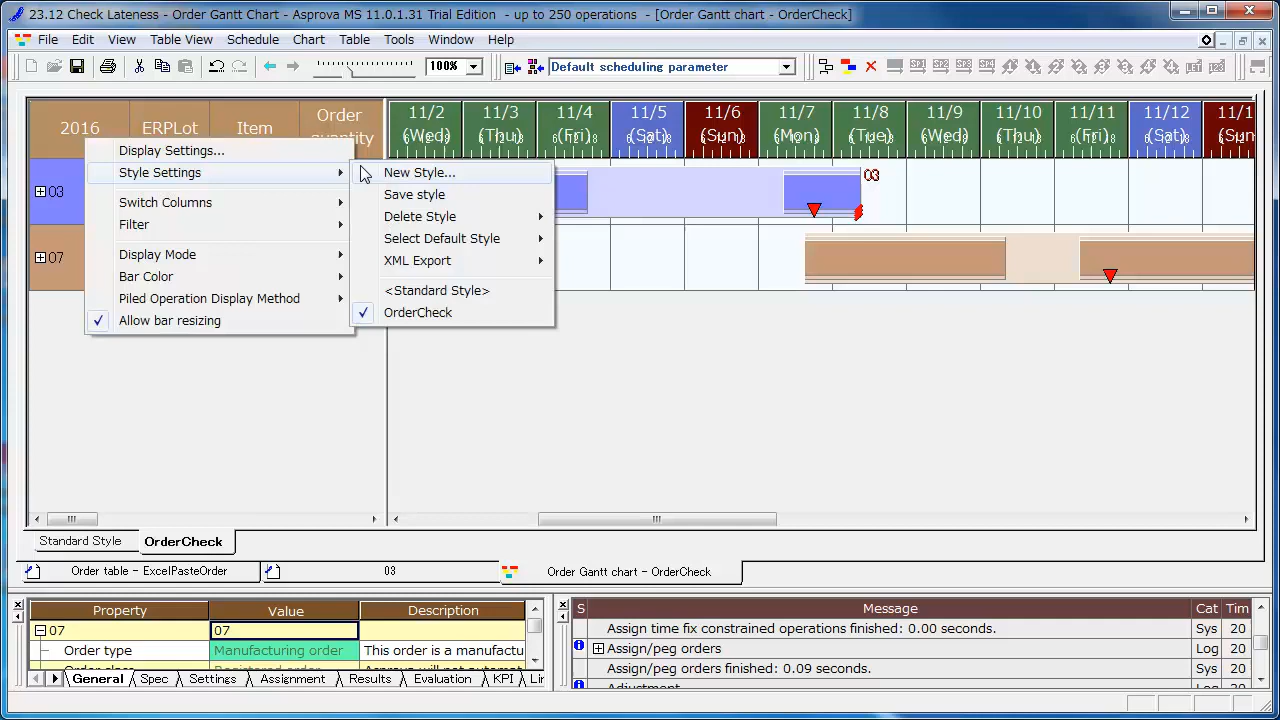 23.12 Check Lateness - Order Gantt Chart - Asprova MS 11.0.1.31 Trial Edition - up to 250 operations - [Order Gantt chart - OrderCheck]
File Edit View Table View Schedule Chart Table Tools Window Help
100% Default scheduling parameter
2016 ERPLot Item Order quantity
11/2 11/3 11/4 11/5 11/6 11/7 11/8 11/9 11/10 11/11 11/12 11/1
(Wed) (Thu) (Fri) (Sat) (Sun) (Mon) (Tue) (Wed) (Thu) (Fri) (Sat) (Sun)
Display Settings...
Style Settings
Switch Columns
Filter
Display Mode
Bar Color
Piled Operation Display Method
Allow bar resizing
New Style...
Save style
Delete Style
Select Default Style
XML Export
<Standard Style>
OrderCheck
03
03
07
Standard Style OrderCheck
Order table - ExcelPasteOrder 03 Order Gantt chart - OrderCheck
Property Value Description
07 07
Order type Manufacturing order This order is a manufactu
General Spec Settings Assignment Results Evaluation KPI
S Message Cat Tim
Assign time fix constrained operations finished: 0.00 seconds. Sys 20
Assign/peg orders Log 20
Assign/peg orders finished: 0.09 seconds. Sys 20
Adjustment Log 20